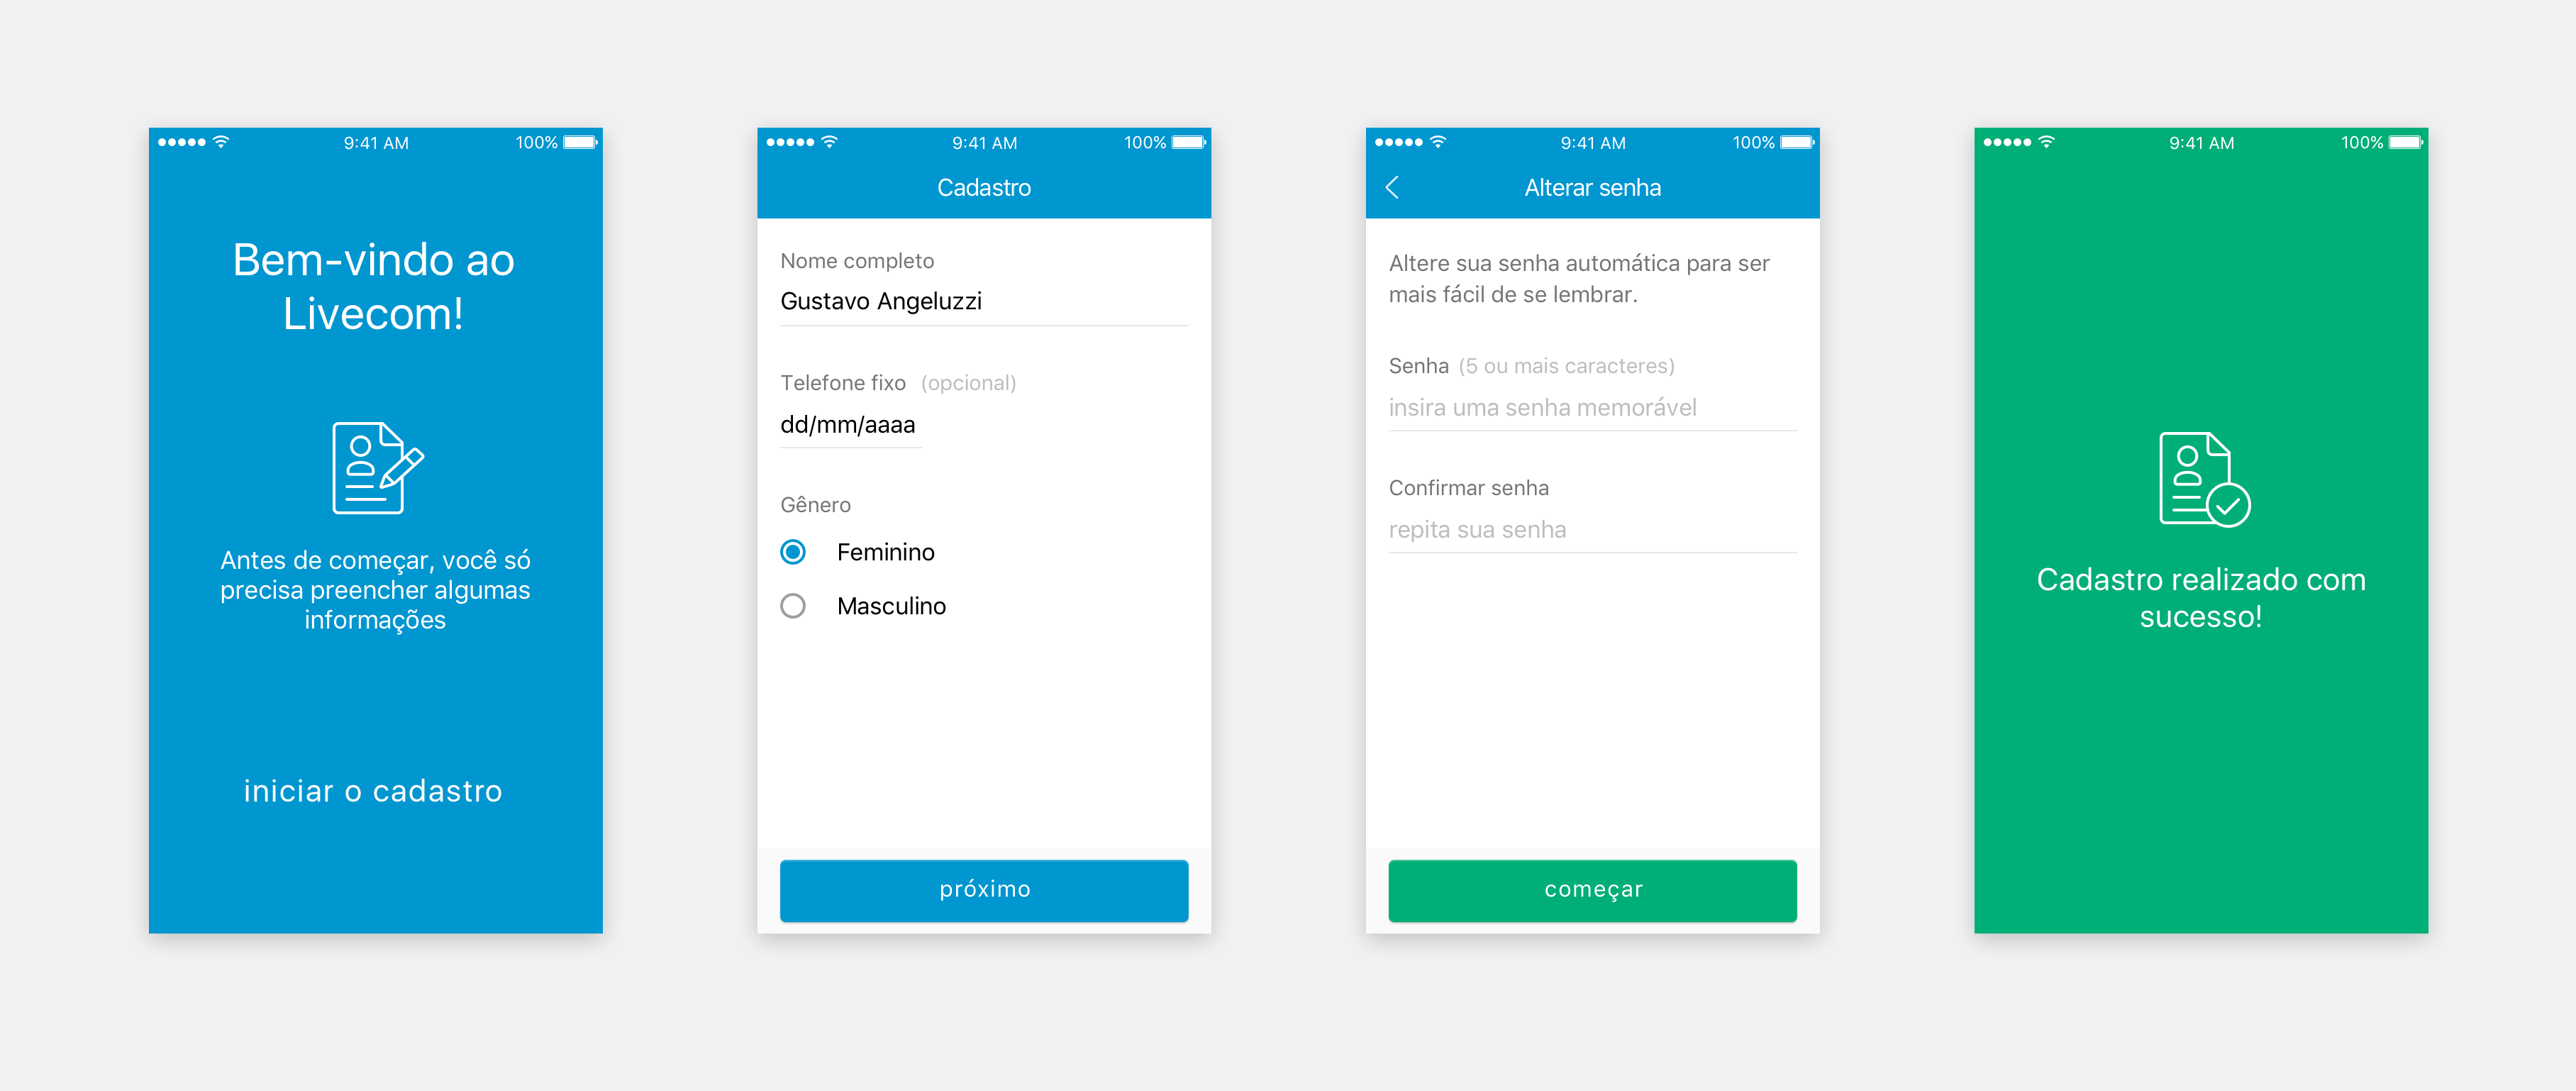 9:41 AM
100%
Bem-vindo ao
Livecom!
Antes de começar, você só
precisa preencher algumas
informações
iniciar o cadastro
9:41 AM
100%
Cadastro
Nome completo
Gustavo Angeluzzi
Telefone fixo (opcional)
dd/mm/aaaa
Gênero
Feminino
Masculino
próximo
9:41 AM
100%
Alterar senha
Altere sua senha automática para ser
mais fácil de se lembrar.
Senha (5 ou mais caracteres)
insira uma senha memorável
Confirmar senha
repita sua senha
começar
9:41 AM
100%
Cadastro realizado com
sucesso!